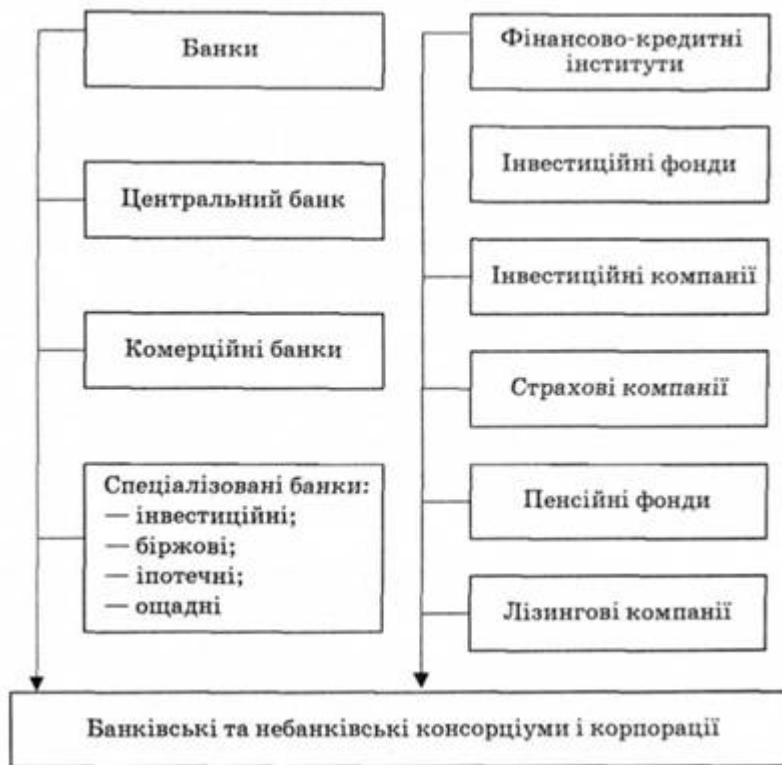 Банки
Центральний банк
Комерційні банки
Спеціалізовані банки:
— інвестиційні;
— біржові;
— іпотечні;
— ощадні
Фінансово-кредитні
інститути
Інвестиційні фонди
Інвестиційні компанії
Страхові компанії
Пенсійні фонди
Лізингові компанії
Банківські та небанківські консорціуми і корпорації